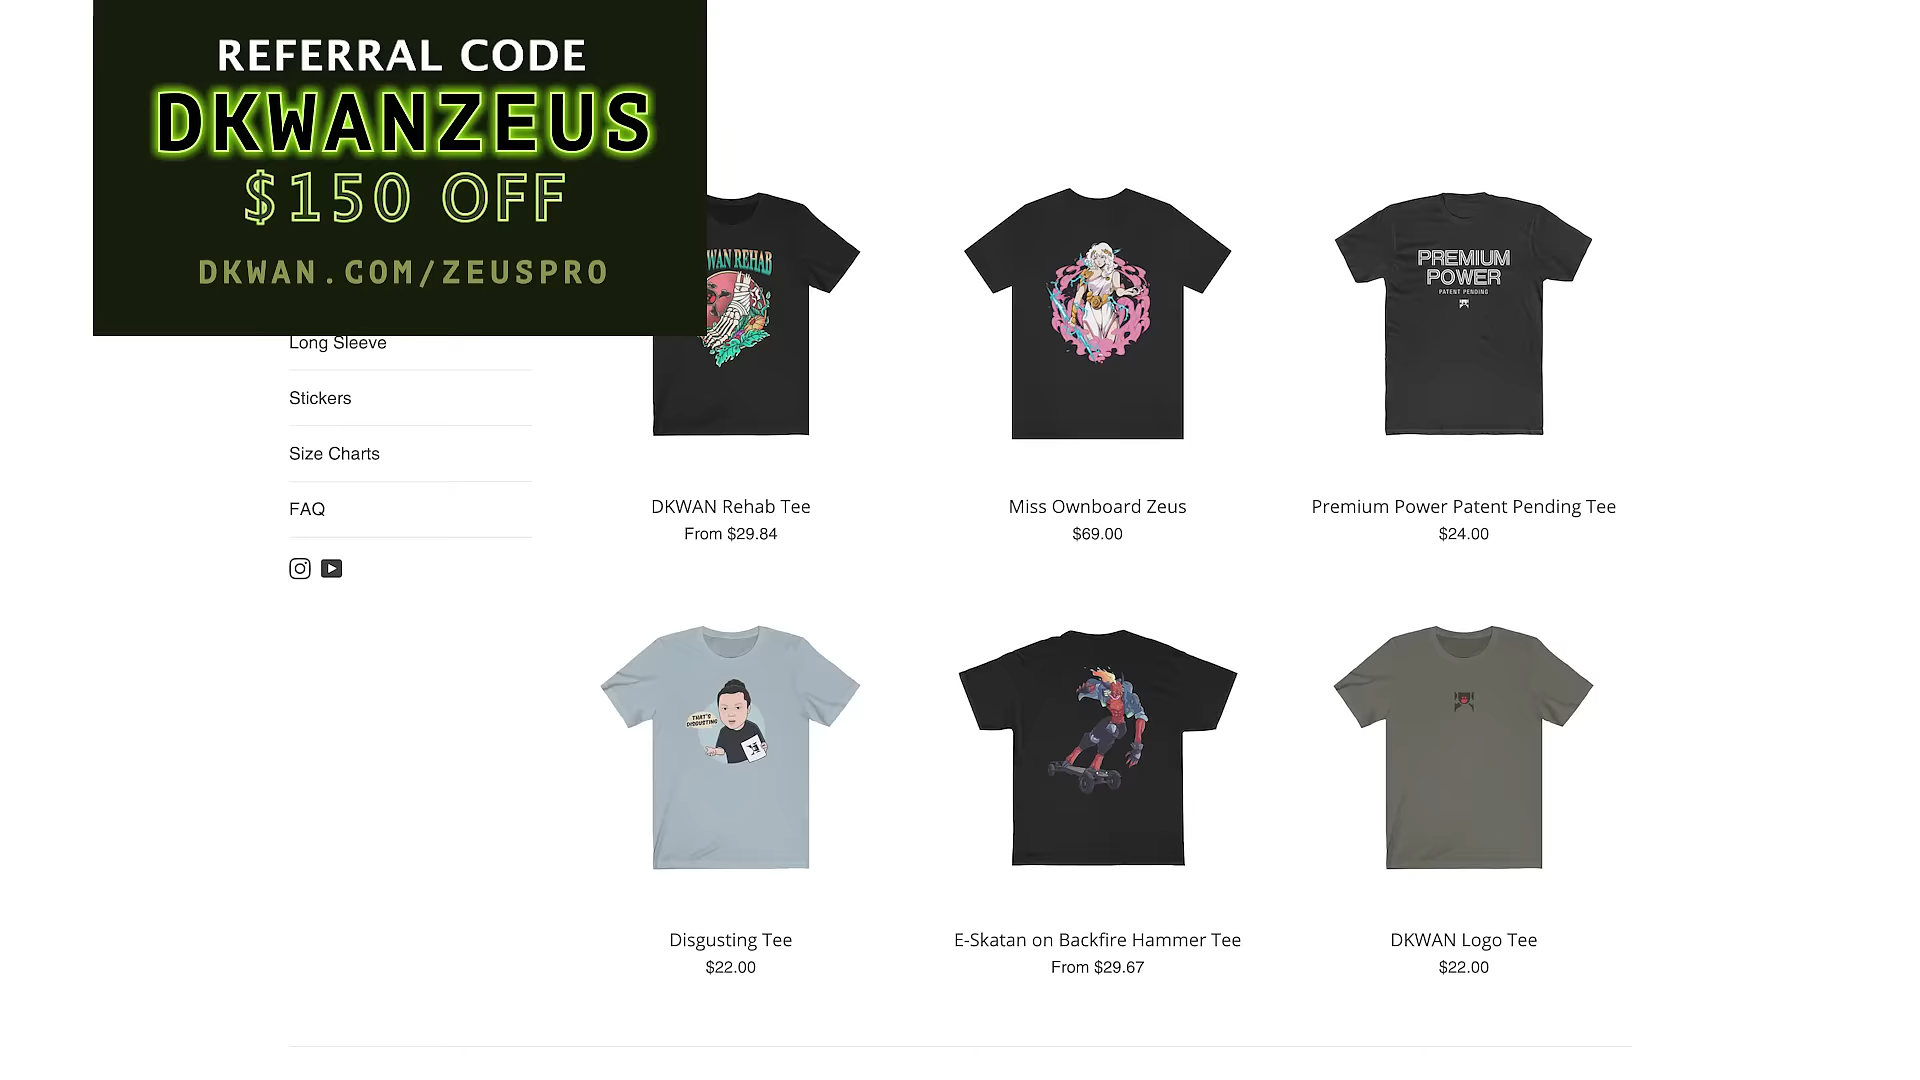 REFERRAL CODE
DKWANZEUS
$150 OFF
DKWAN.COM/ZEUSPRO
Long Sleeve
Stickers
Size Charts
FAQ
WAN REHAB
PREMIUM
POWER
PATENT PENDING
DKWAN Rehab Tee
From $29.84
Miss Ownboard Zeus
$69.00
Premium Power Patent Pending Tee
$24.00
THAT'S
DISGUSTING
Disgusting Tee
$22.00
E-Skatan on Backfire Hammer Tee
From $29.67
DKWAN Logo Tee
$22.00